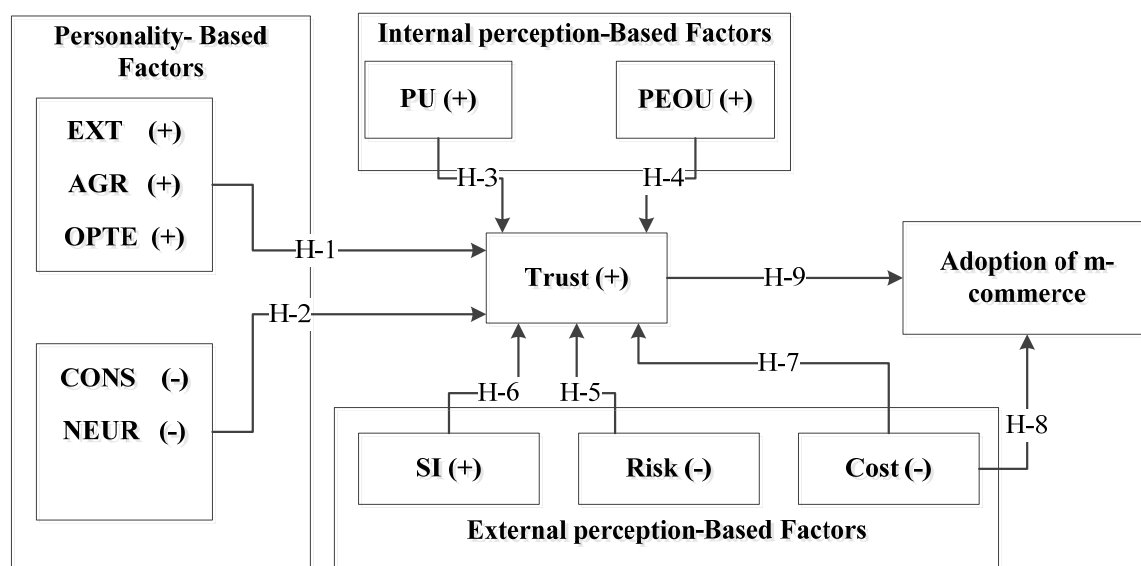 Personality- Based
Factors
EXT (+)
AGR (+)
OPTE (+)
CONS (-)
NEUR (-)
Internal perception-Based Factors
PU (+)
PEOU (+)
H-3
H-4
H-1
H-2
Trust (+)
H-9
Adoption of m-
commerce
H-6
H-5
H-7
H-8
SI (+)
Risk (-)
Cost (-)
External perception-Based Factors